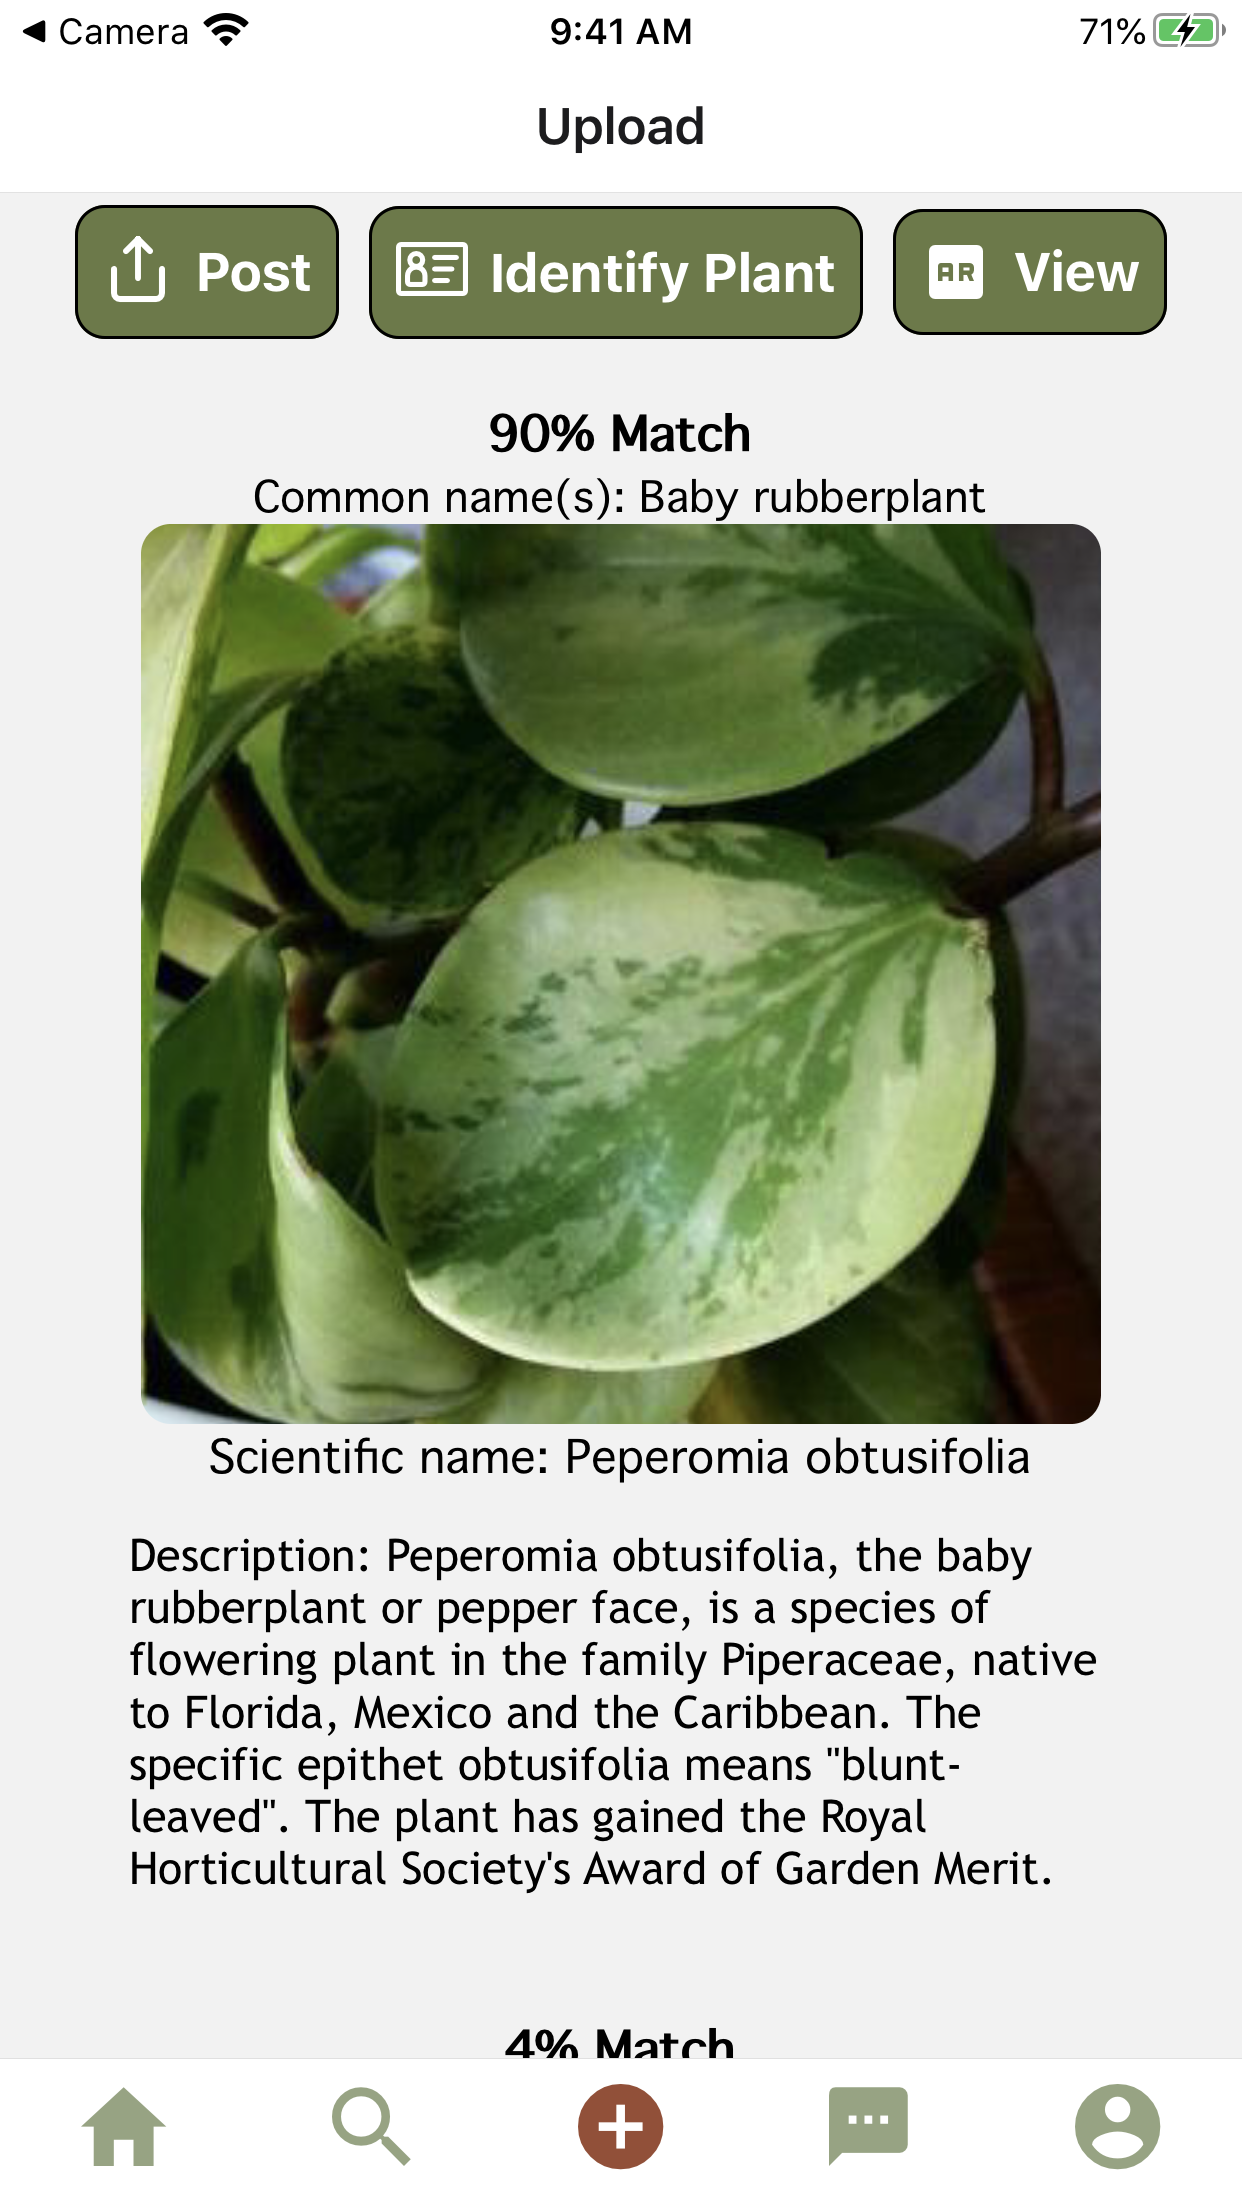 Camera 9:41 AM 71%
Upload
Post Identify Plant AR View
90% Match
Common name(s): Baby rubberplant
Scientific name: Peperomia obtusifolia
Description: Peperomia obtusifolia, the baby
rubberplant or pepper face, is a species of
flowering plant in the family Piperaceae, native
to Florida, Mexico and the Caribbean. The
specific epithet obtusifolia means "blunt-
leaved". The plant has gained the Royal
Horticultural Society's Award of Garden Merit.
4% Match